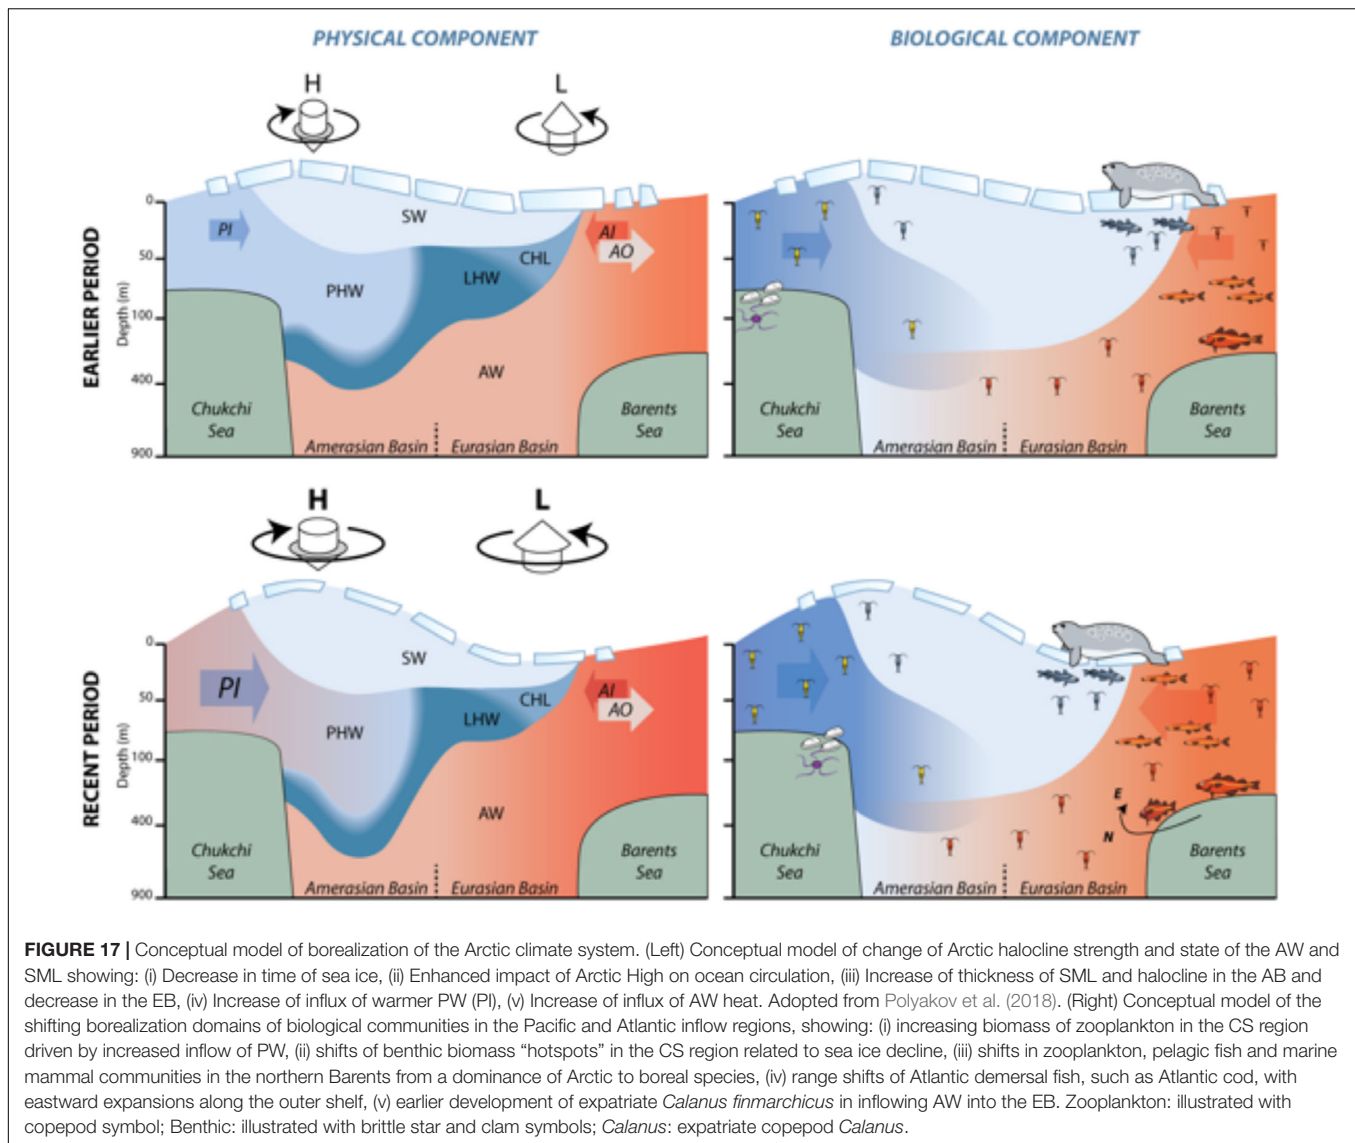 PHYSICAL COMPONENT
BIOLOGICAL COMPONENT
H
L
EARLIER PERIOD
Depth (m)
0
50
100
400
900
PI
SW
PHW
LHW
CHL
AI
AO
AW
Chukchi
Sea
Amerasian Basin
Eurasian Basin
Barents
Sea
Chukchi
Sea
Amerasian Basin
Eurasian Basin
Barents
Sea
H
L
RECENT PERIOD
Depth (m)
0
50
100
400
900
PI
SW
PHW
LHW
CHL
AI
AO
AW
Chukchi
Sea
Amerasian Basin
Eurasian Basin
Barents
Sea
E
N
Chukchi
Sea
Amerasian Basin
Eurasian Basin
Barents
Sea
FIGURE 17 | Conceptual model of borealization of the Arctic climate system. (Left) Conceptual model of change of Arctic halocline strength and state of the AW and
SML showing: (i) Decrease in time of sea ice, (ii) Enhanced impact of Arctic High on ocean circulation, (iii) Increase of thickness of SML and halocline in the AB and
decrease in the EB, (iv) Increase of influx of warmer PW (PI), (v) Increase of influx of AW heat. Adopted from Polyakov et al. (2018). (Right) Conceptual model of the
shifting borealization domains of biological communities in the Pacific and Atlantic inflow regions, showing: (i) increasing biomass of zooplankton in the CS region
driven by increased inflow of PW, (ii) shifts of benthic biomass “hotspots” in the CS region related to sea ice decline, (iii) shifts in zooplankton, pelagic fish and marine
mammal communities in the northern Barents from a dominance of Arctic to boreal species, (iv) range shifts of Atlantic demersal fish, such as Atlantic cod, with
eastward expansions along the outer shelf, (v) earlier development of expatriate Calanus finmarchicus in inflowing AW into the EB. Zooplankton: illustrated with
copepod symbol; Benthic: illustrated with brittle star and clam symbols; Calanus: expatriate copepod Calanus.